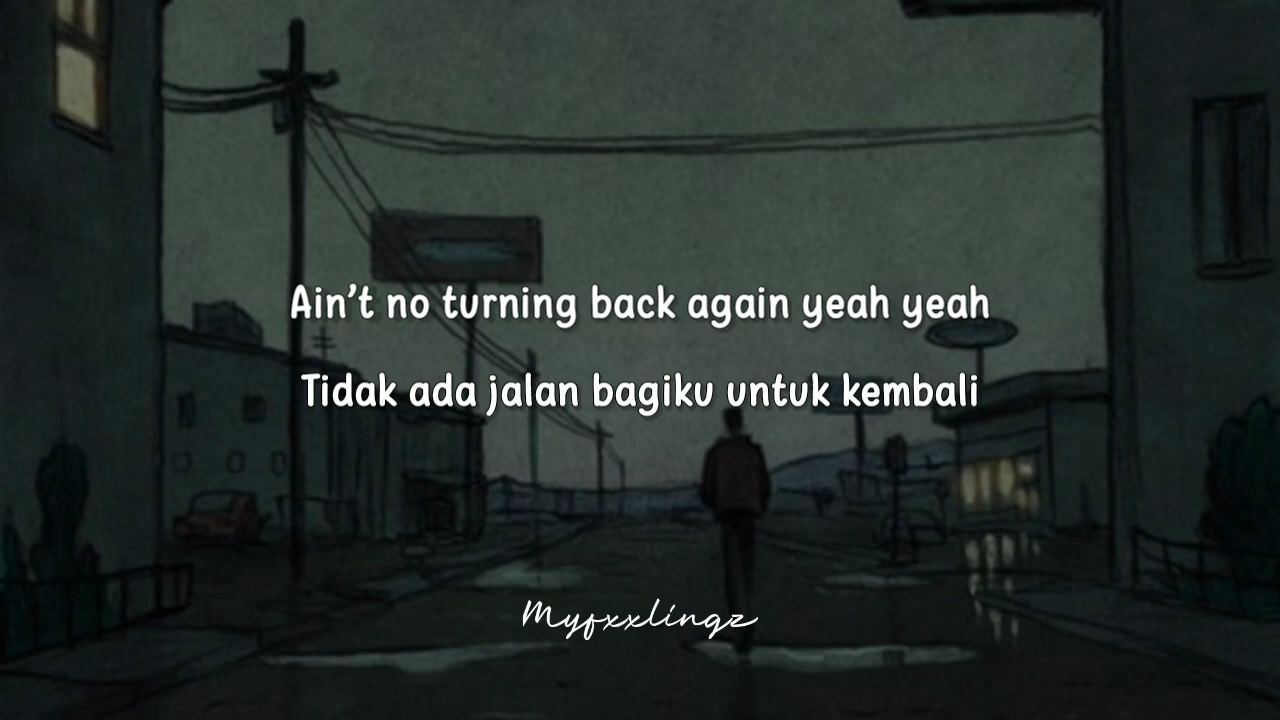 Ain't no turning back again yeah yeah
Tidak ada jalan bagiku untuk kembali
Myfxxlingz